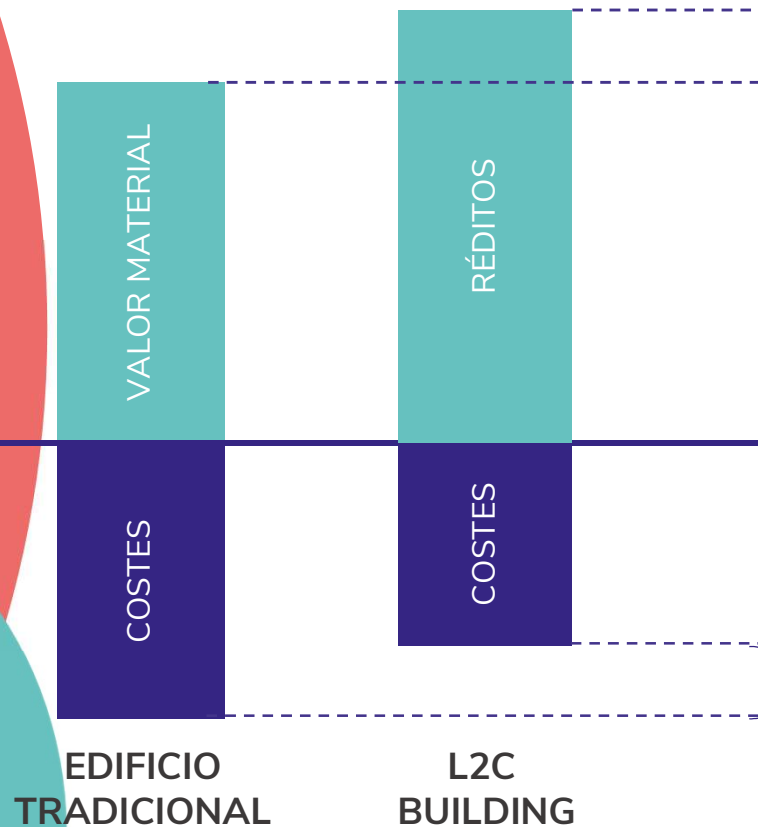 VALOR MATERIAL
RÉDITOS
COSTES
COSTES
EDIFICIO
TRADICIONAL
L2C
BUILDING